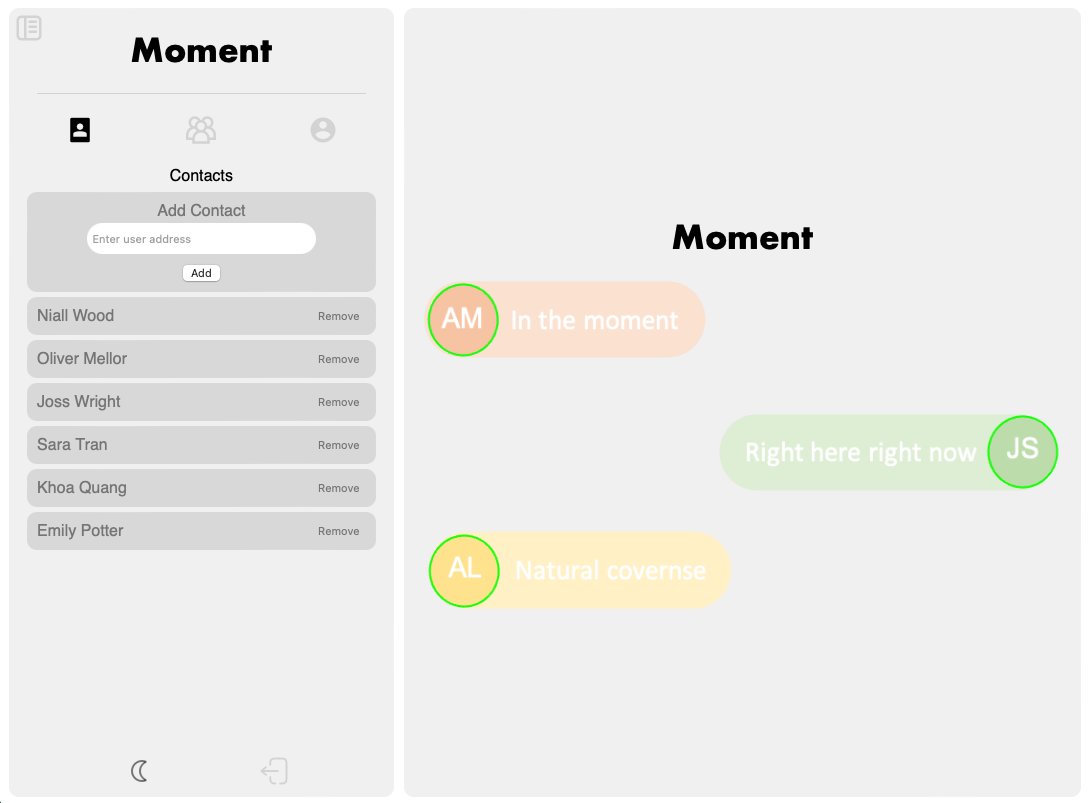 Moment
Contacts
Add Contact
Enter user address
Add
Niall Wood Remove
Oliver Mellor Remove
Joss Wright Remove
Sara Tran Remove
Khoa Quang Remove
Emily Potter Remove
Moment
AM In the moment
Right here right now JS
AL Natural covernse